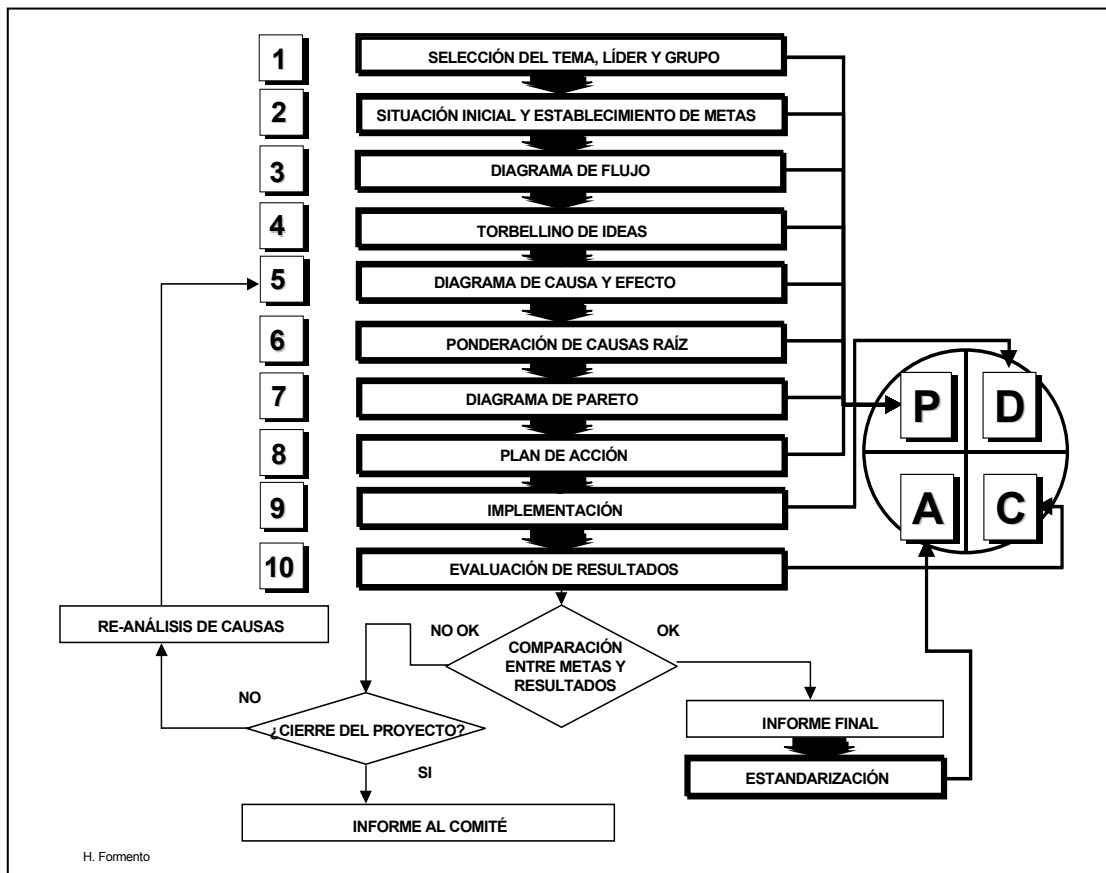 1
SELECCIÓN DEL TEMA, LÍDER Y GRUPO
2
SITUACIÓN INICIAL Y ESTABLECIMIENTO DE METAS
3
DIAGRAMA DE FLUJO
4
TORBELLINO DE IDEAS
5
DIAGRAMA DE CAUSA Y EFECTO
6
PONDERACIÓN DE CAUSAS RAÍZ
7
DIAGRAMA DE PARETO
8
PLAN DE ACCIÓN
9
IMPLEMENTACIÓN
10
EVALUACIÓN DE RESULTADOS
P
D
A
C
RE-ANÁLISIS DE CAUSAS
NO OK
OK
COMPARACIÓN
ENTRE METAS Y
RESULTADOS
NO
¿CIERRE DEL PROYECTO?
SI
INFORME FINAL
ESTANDARIZACIÓN
INFORME AL COMITÉ
H. Formento